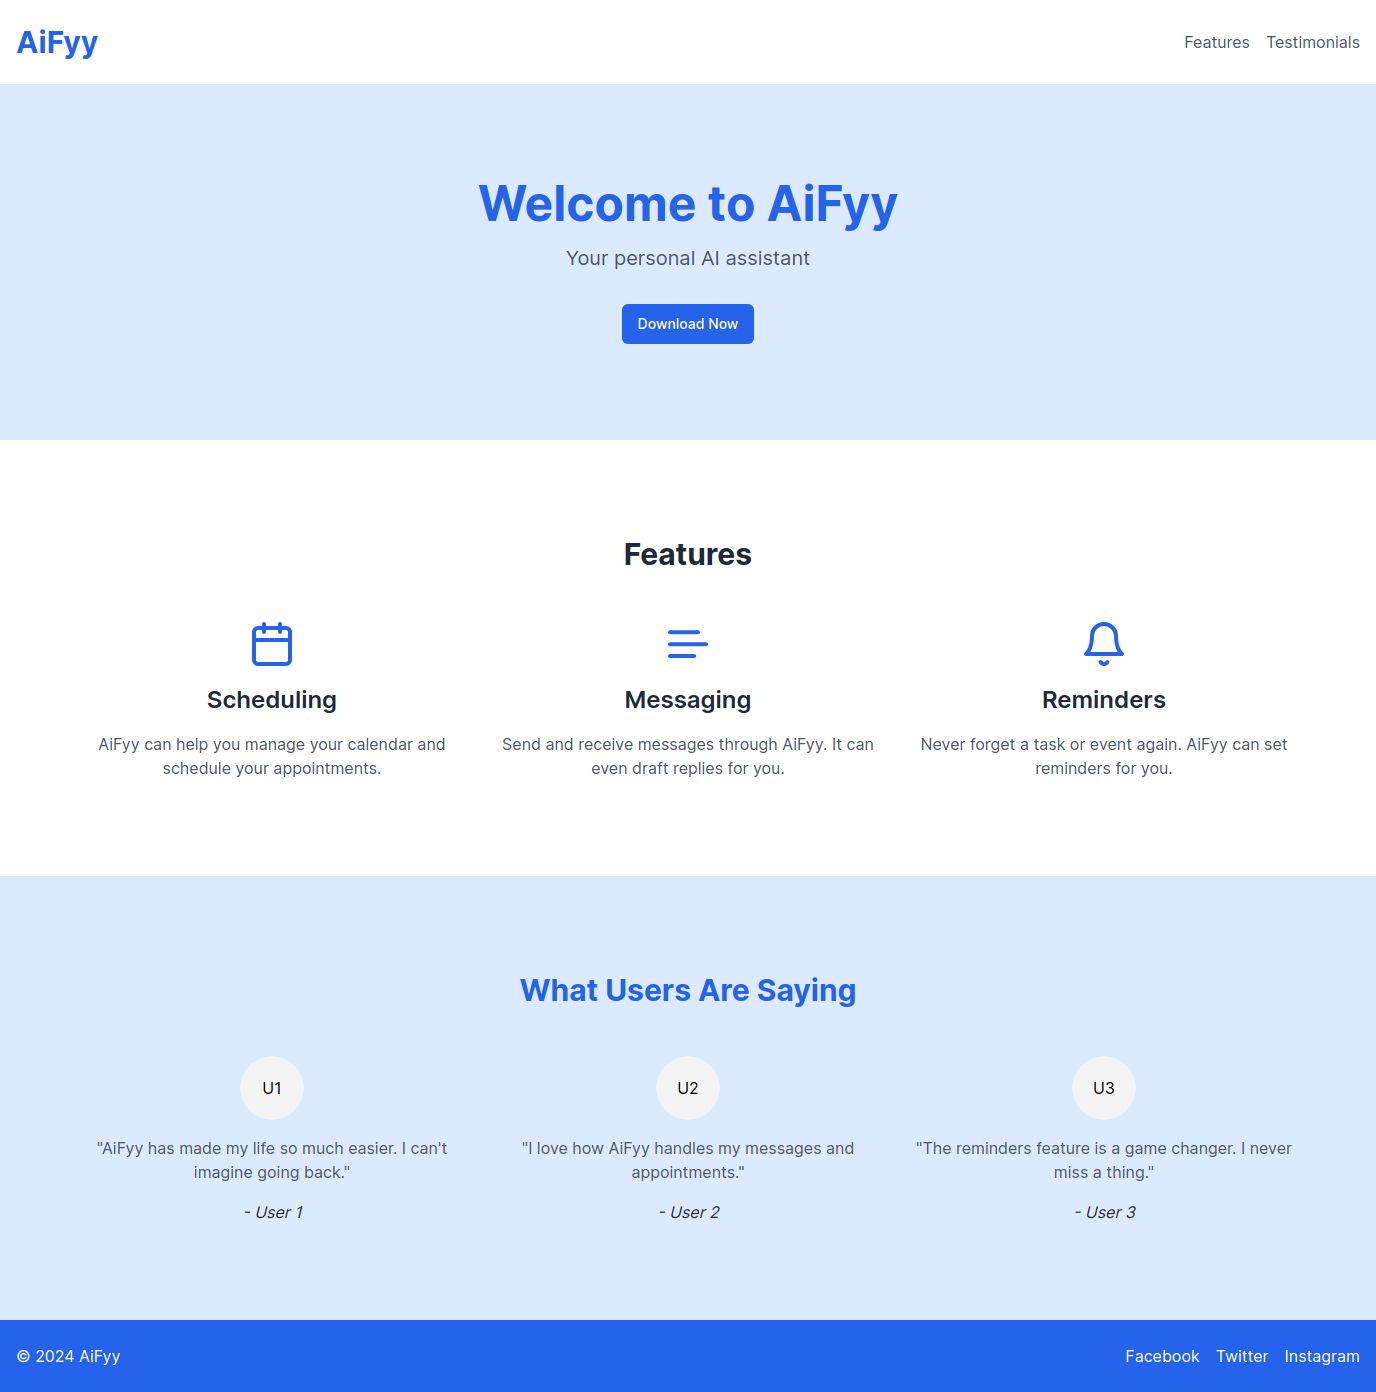 AiFyy
Features Testimonials
Welcome to AiFyy
Your personal AI assistant
Download Now
Features
Scheduling
AiFyy can help you manage your calendar and
schedule your appointments.
Messaging
Send and receive messages through AiFyy. It can
even draft replies for you.
Reminders
Never forget a task or event again. AiFyy can set
reminders for you.
What Users Are Saying
U1
"AiFyy has made my life so much easier. I can't
imagine going back."
- User 1
U2
"I love how AiFyy handles my messages and
appointments."
- User 2
U3
"The reminders feature is a game changer. I never
miss a thing."
- User 3
© 2024 AiFyy
Facebook Twitter Instagram